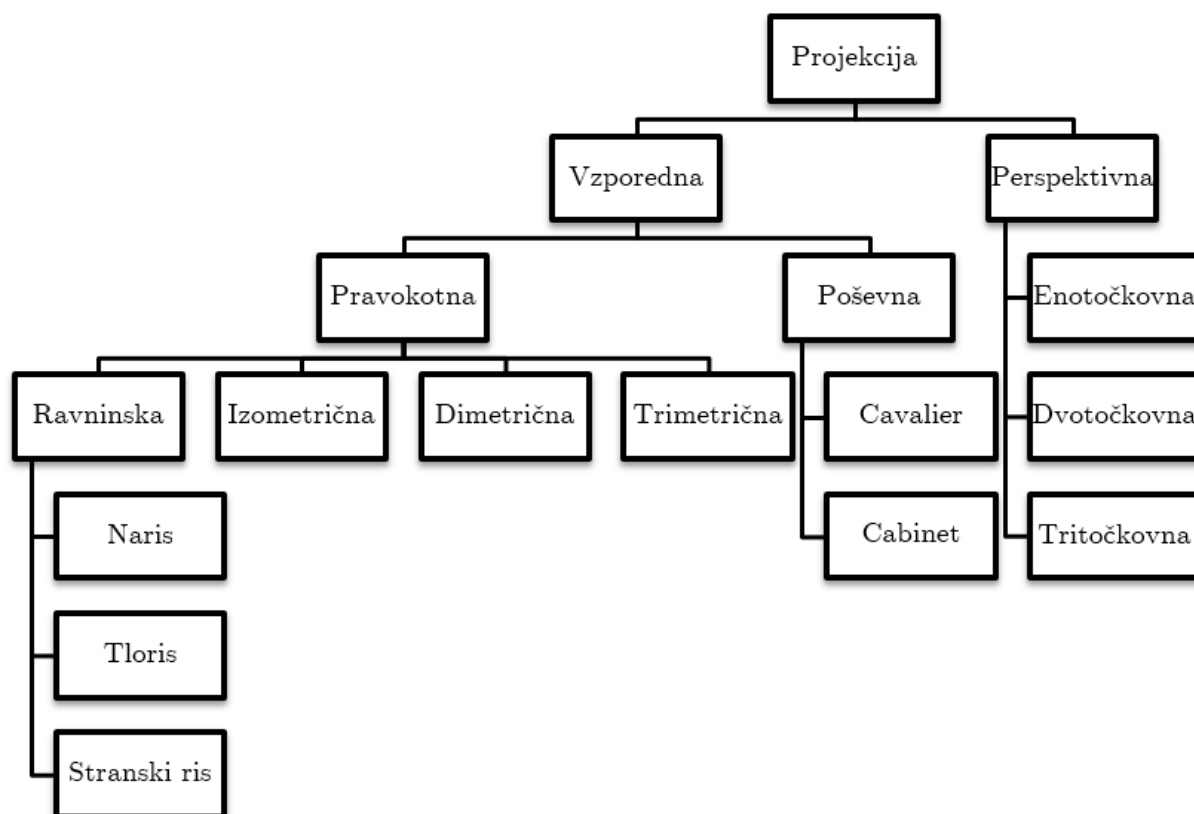 Projekcija
Vzporedna
Perspektivna
Pravokotna
Poševna
Enotočkovna
Ravninska
Izometrična
Dimetrična
Trimetrična
Cavalier
Dvotočkovna
Naris
Cabinet
Tritočkovna
Tloris
Stranski ris